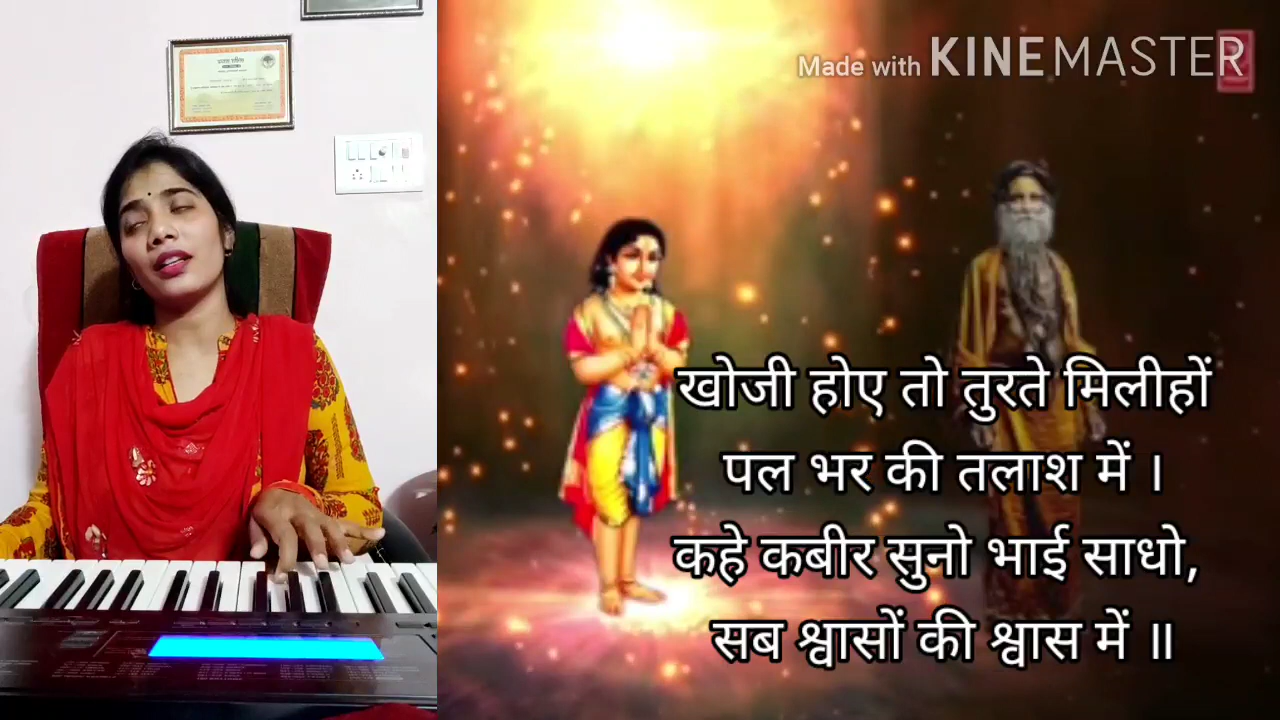 Made with KINEMASTER
खोजी होए तो तुरते मिलीहों
पल भर की तलाश में ।
कहे कबीर सुनो भाई साधो,
सब श्वासों की श्वास में ॥